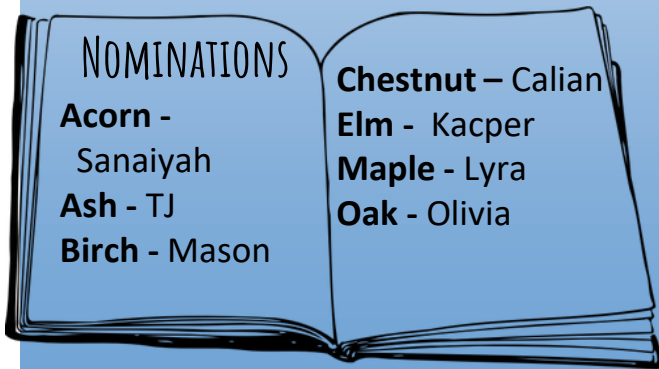 NOMINATIONS
Acorn -
Sanaiyah
Ash - TJ
Birch - Mason
Chestnut – Calian
Elm - Kacper
Maple - Lyra
Oak - Olivia